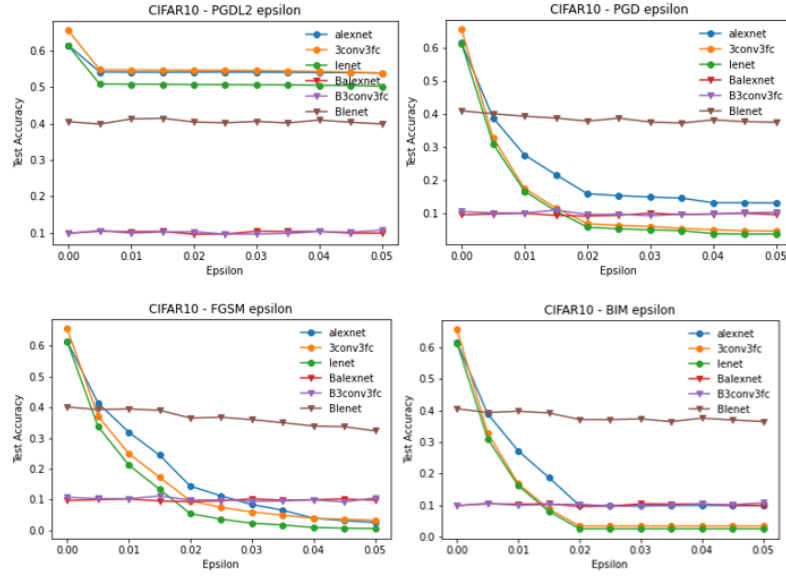 CIFAR10 - PGDL2 epsilon
Test Accuracy
0.6
0.5
0.4
0.3
0.2
0.1
alexnet
3conv3fc
lenet
Balexnet
B3conv3fc
Blenet
0.00 0.01 0.02 0.03 0.04 0.05
Epsilon
CIFAR10 - PGD epsilon
Test Accuracy
0.6
0.5
0.4
0.3
0.2
0.1
alexnet
3conv3fc
lenet
Balexnet
B3conv3fc
Blenet
0.00 0.01 0.02 0.03 0.04 0.05
Epsilon
CIFAR10 - FGSM epsilon
Test Accuracy
0.6
0.5
0.4
0.3
0.2
0.1
0.0
alexnet
3conv3fc
lenet
Balexnet
B3conv3fc
Blenet
0.00 0.01 0.02 0.03 0.04 0.05
Epsilon
CIFAR10 - BIM epsilon
Test Accuracy
0.6
0.5
0.4
0.3
0.2
0.1
0.0
alexnet
3conv3fc
lenet
Balexnet
B3conv3fc
Blenet
0.00 0.01 0.02 0.03 0.04 0.05
Epsilon